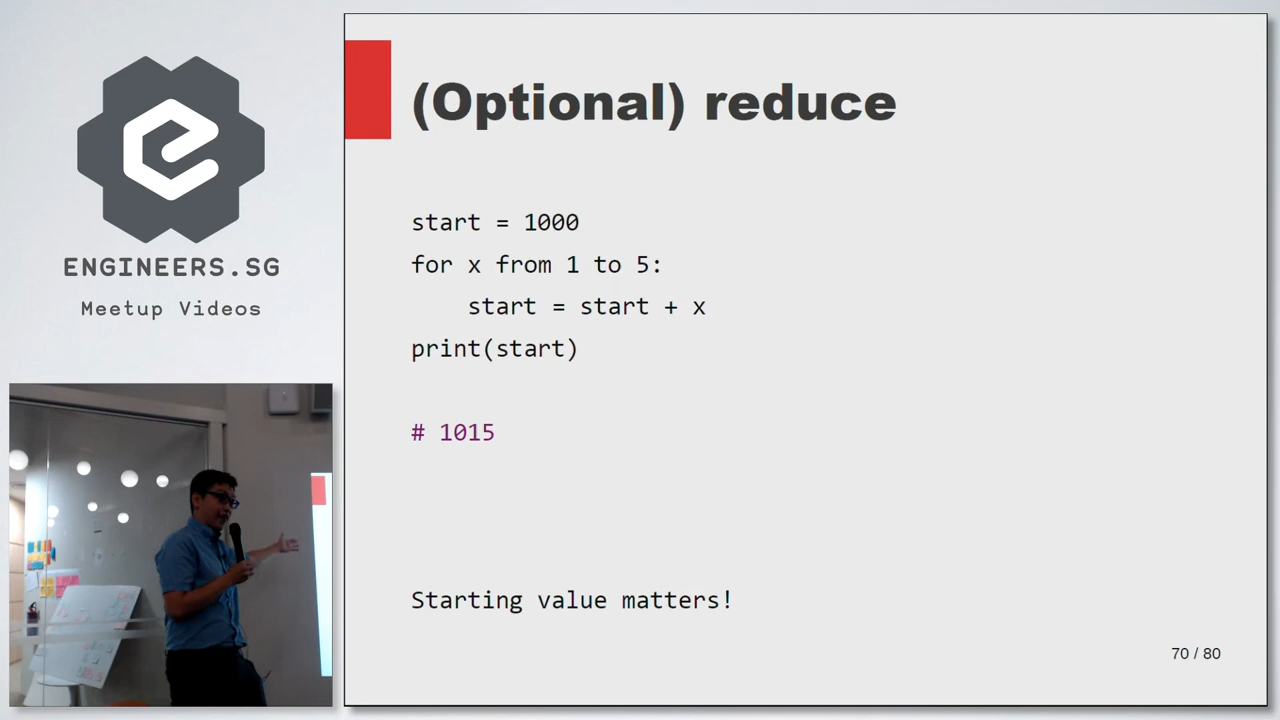 ENGINEERS.SG
Meetup Videos
(Optional) reduce
start = 1000
for x from 1 to 5:
    start = start + x
print(start)
# 1015
Starting value matters!
70 / 80